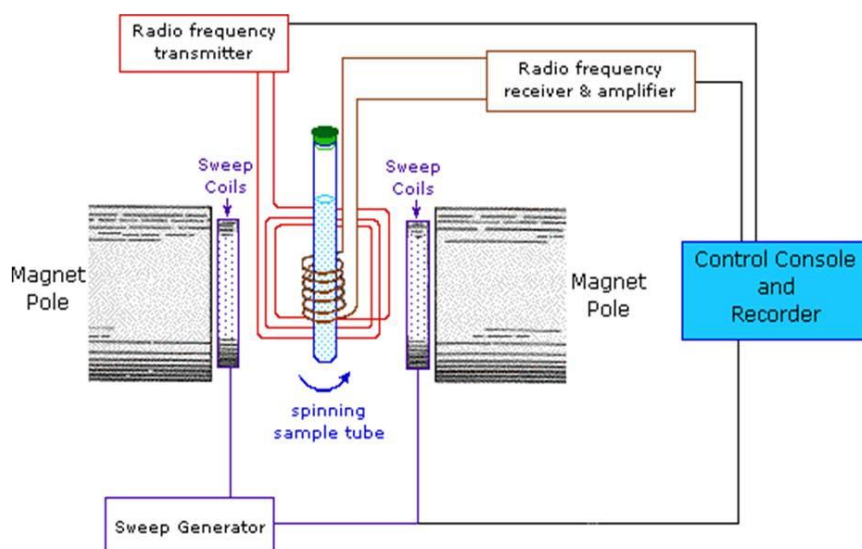 Radio frequency
transmitter
Radio frequency
receiver & amplifier
Sweep
Coils
Sweep
Coils
Magnet
Pole
Magnet
Pole
Control Console
and
Recorder
spinning
sample tube
Sweep Generator